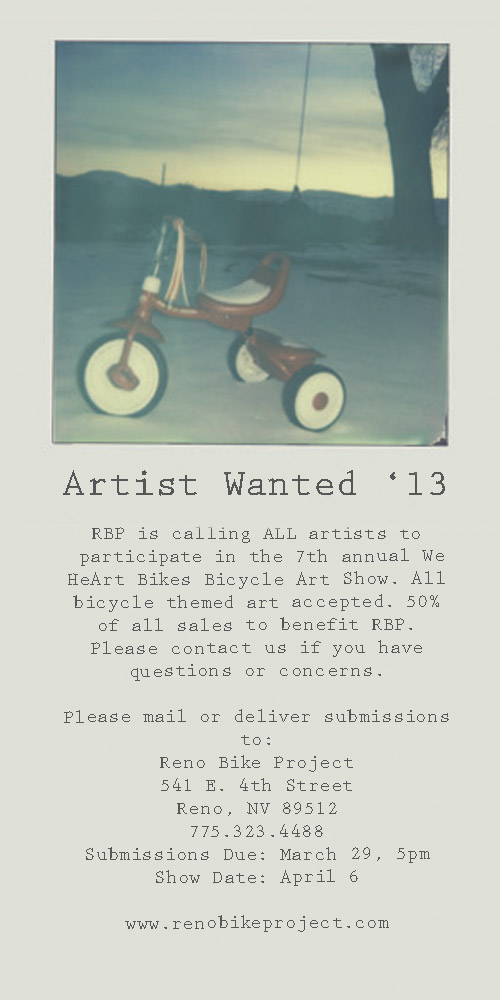 Artist Wanted ‘13
RBP is calling ALL artists to
participate in the 7th annual We
HeArt Bikes Bicycle Art Show. All
bicycle themed art accepted. 50%
of all sales to benefit RBP.
Please contact us if you have
questions or concerns.
Please mail or deliver submissions
to:
Reno Bike Project
541 E. 4th Street
Reno, NV 89512
775.323.4488
Submissions Due: March 29, 5pm
Show Date: April 6
www.renobikeproject.com